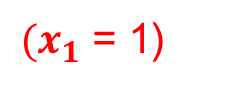 (x₁ = 1)